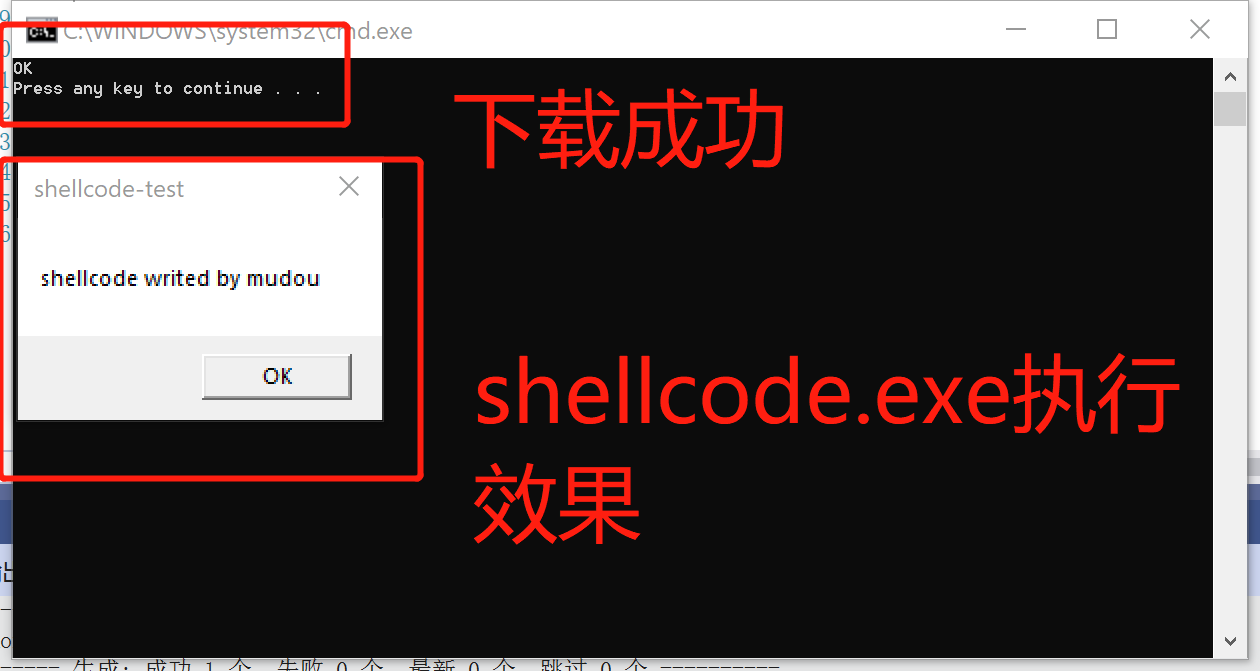 C:\WINDOWS\system32\cmd.exe
OK
Press any key to continue . . .
下载成功
shellcode-test
shellcode writed by mudou
OK
shellcode.exe执行
效果
===== 生成: 成功 1 个，失败 0 个，最新 0 个，跳过 0 个 ==========